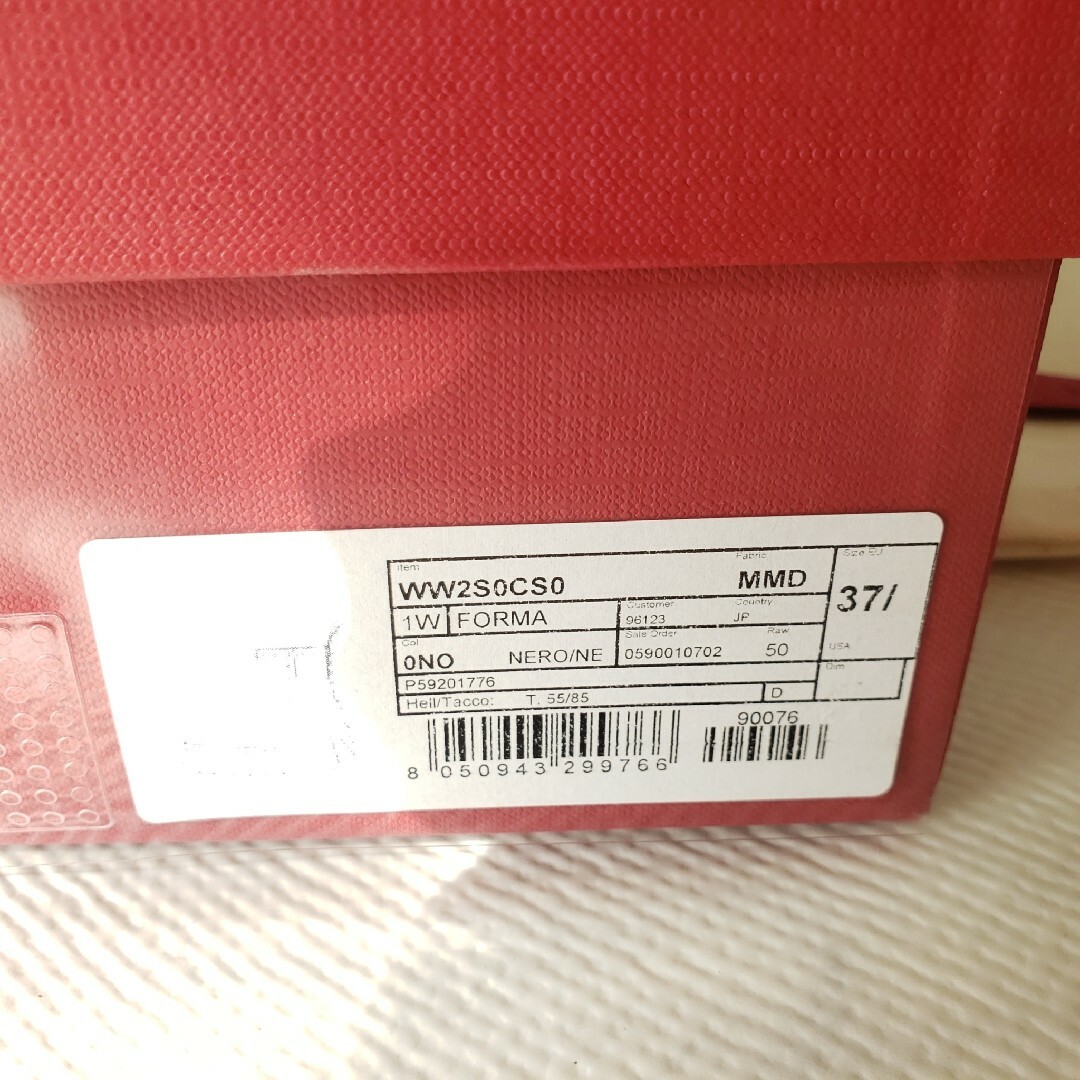 Item Fabric Size EU
WW2S0CS0 MMD 37/
1W FORMA Customer 96123 Country JP
Col 0NO NERO/NE Sale Order 0590010702 Raw 50 USA
P59201776 Dim
Heil/Tacco: T. 55/85 D
90076
8 050943 299766